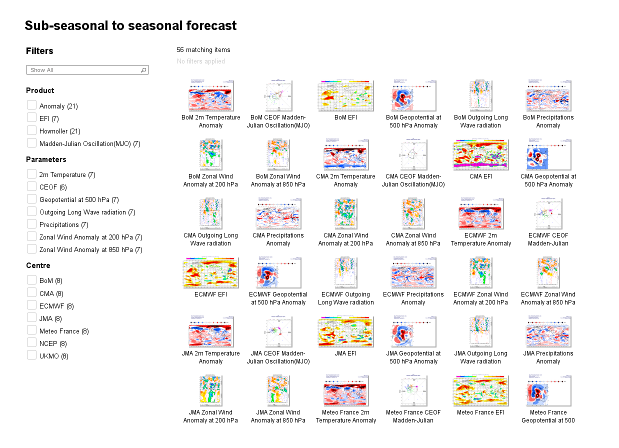 Sub-seasonal to seasonal forecast
Filters
Show All
Product
Anomaly (21)
EFI (7)
Hovmoller (21)
Madden-Julian Oscillation(MJO) (7)
Parameters
2m Temperature (7)
CEOF (6)
Geopotential at 500 hPa (7)
Outgoing Long Wave radiation (7)
Precipitations (7)
Zonal Wind Anomaly at 200 hPa (7)
Zonal Wind Anomaly at 850 hPa (7)
Centre
BoM (8)
CMA (8)
ECMWF (8)
JMA (8)
Meteo France (8)
NCEP (8)
UKMO (8)
56 matching items
No filters applied
BoM 2m Temperature
Anomaly
BoM CEOF Madden-
Julian Oscillation(MJO)
BoM EFI
BoM Geopotential at
500 hPa Anomaly
BoM Outgoing Long
Wave radiation
BoM Precipitations
Anomaly
BoM Zonal Wind
Anomaly at 200 hPa
BoM Zonal Wind
Anomaly at 850 hPa
CMA 2m Temperature
Anomaly
CMA CEOF Madden-
Julian Oscillation(MJO)
CMA EFI
CMA Geopotential at
500 hPa Anomaly
CMA Outgoing Long
Wave radiation
CMA Precipitations
Anomaly
CMA Zonal Wind
Anomaly at 200 hPa
CMA Zonal Wind
Anomaly at 850 hPa
ECMWF 2m
Temperature Anomaly
ECMWF CEOF
Madden-Julian
ECMWF EFI
ECMWF Geopotential
at 500 hPa Anomaly
ECMWF Outgoing
Long Wave radiation
ECMWF Precipitations
Anomaly
ECMWF Zonal Wind
Anomaly at 200 hPa
ECMWF Zonal Wind
Anomaly at 850 hPa
JMA 2m Temperature
Anomaly
JMA CEOF Madden-
Julian Oscillation(MJO)
JMA EFI
JMA Geopotential at
500 hPa Anomaly
JMA Outgoing Long
Wave radiation
JMA Precipitations
Anomaly
JMA Zonal Wind
Anomaly at 200 hPa
JMA Zonal Wind
Anomaly at 850 hPa
Meteo France 2m
Temperature Anomaly
Meteo France CEOF
Madden-Julian
Meteo France EFI
Meteo France
Geopotential at 500